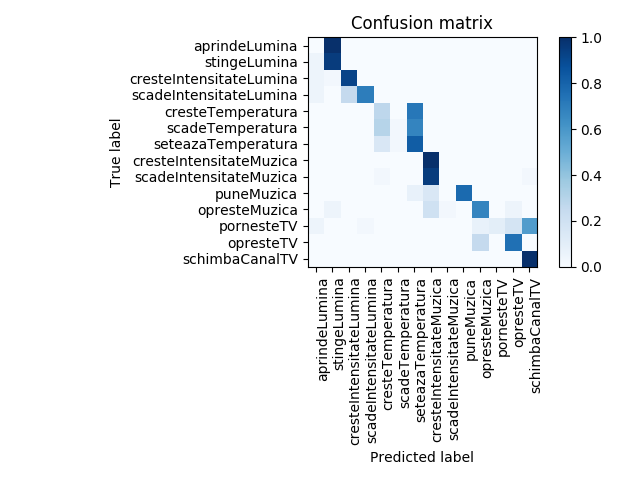 Confusion matrix
True label
aprindeLumina
stingeLumina
cresteIntensitateLumina
scadeIntensitateLumina
cresteTemperatura
scadeTemperatura
seteazaTemperatura
cresteIntensitateMuzica
scadeIntensitateMuzica
puneMuzica
opresteMuzica
pornesteTV
opresteTV
schimbaCanalTV
1.0
0.8
0.6
0.4
0.2
0.0
aprindeLumina
stingeLumina
cresteIntensitateLumina
scadeIntensitateLumina
cresteTemperatura
scadeTemperatura
seteazaTemperatura
cresteIntensitateMuzica
scadeIntensitateMuzica
puneMuzica
opresteMuzica
pornesteTV
opresteTV
schimbaCanalTV
Predicted label